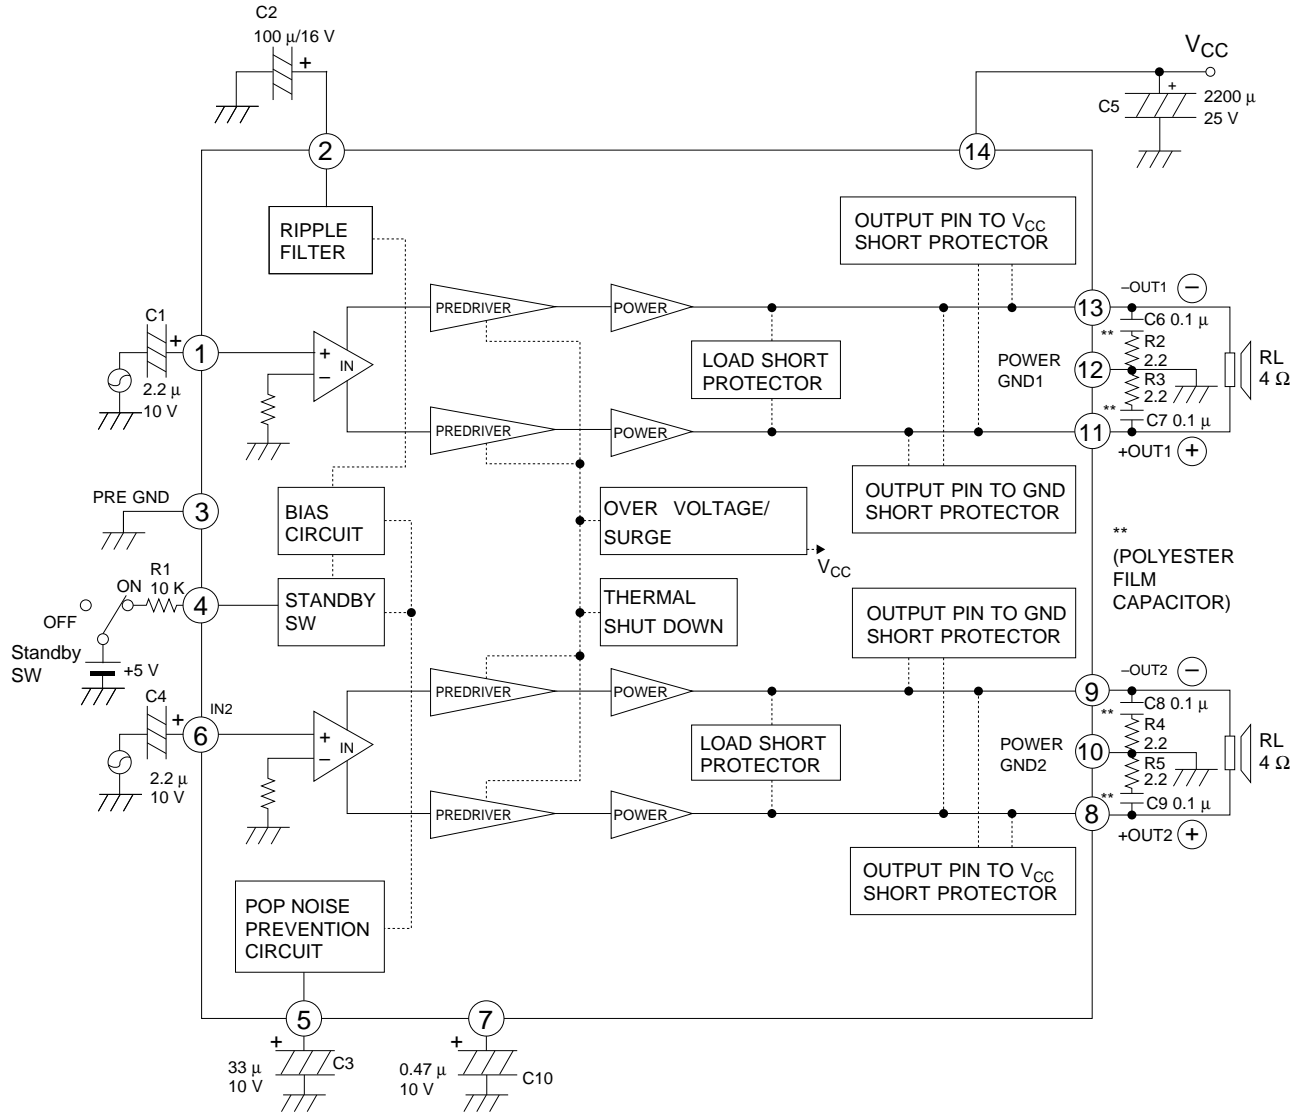 C2
100 μ/16 V
+
VCC
C5
+
2200 μ
25 V
2
14
RIPPLE
FILTER
OUTPUT PIN TO VCC
SHORT PROTECTOR
PREDRIVER
POWER
13
–OUT1
−
C6 0.1 μ
**
R2
2.2
C1
+
1
2.2 μ
10 V
+
−
IN
LOAD SHORT
PROTECTOR
POWER
GND1
12
R3
2.2
RL
4 Ω
**
C7 0.1 μ
PREDRIVER
POWER
11
+OUT1
+
PRE GND
3
BIAS
CIRCUIT
OVER VOLTAGE/
SURGE
VCC
OUTPUT PIN TO GND
SHORT PROTECTOR
**
(POLYESTER
FILM
CAPACITOR)
R1
10 K
ON
OFF
4
Standby
SW
+5 V
STANDBY
SW
THERMAL
SHUT DOWN
OUTPUT PIN TO GND
SHORT PROTECTOR
PREDRIVER
POWER
9
–OUT2
−
C8 0.1 μ
**
R4
2.2
C4
+
6
IN2
2.2 μ
10 V
+
−
IN
LOAD SHORT
PROTECTOR
POWER
GND2
10
R5
2.2
RL
4 Ω
**
C9 0.1 μ
PREDRIVER
POWER
8
+OUT2
+
OUTPUT PIN TO VCC
SHORT PROTECTOR
POP NOISE
PREVENTION
CIRCUIT
5
7
+
33 μ
10 V
C3
+
0.47 μ
10 V
C10